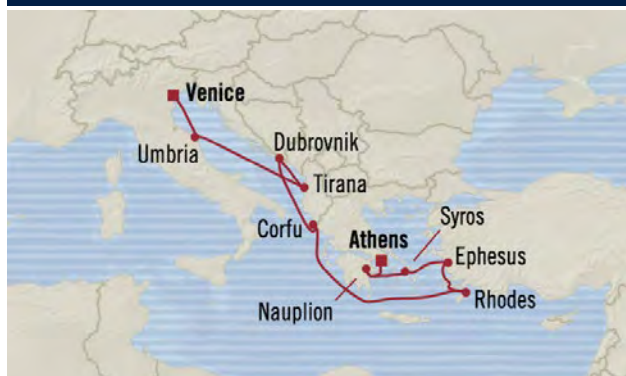 Venice
Umbria
Dubrovnik
Tirana
Corfu
Athens
Syros
Ephesus
Nauplion
Rhodes